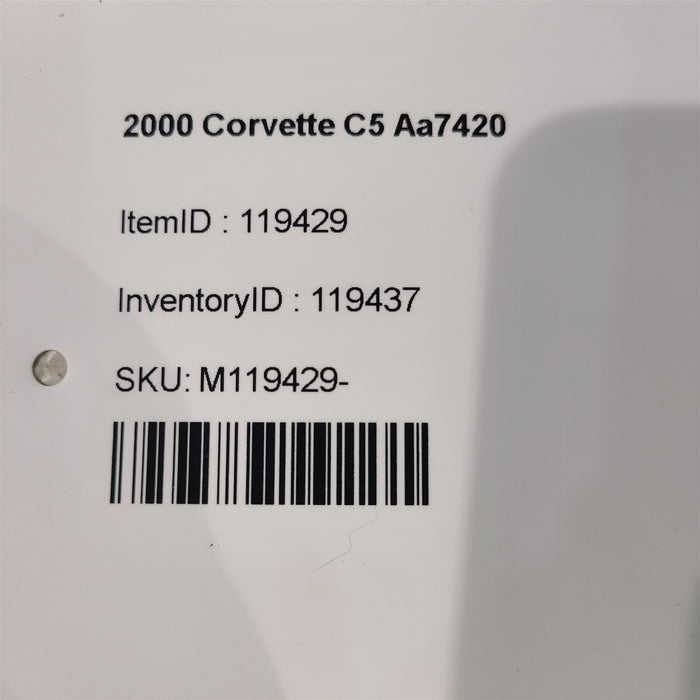 2000 Corvette C5 Aa7420
ItemID : 119429
InventoryID : 119437
SKU: M119429-